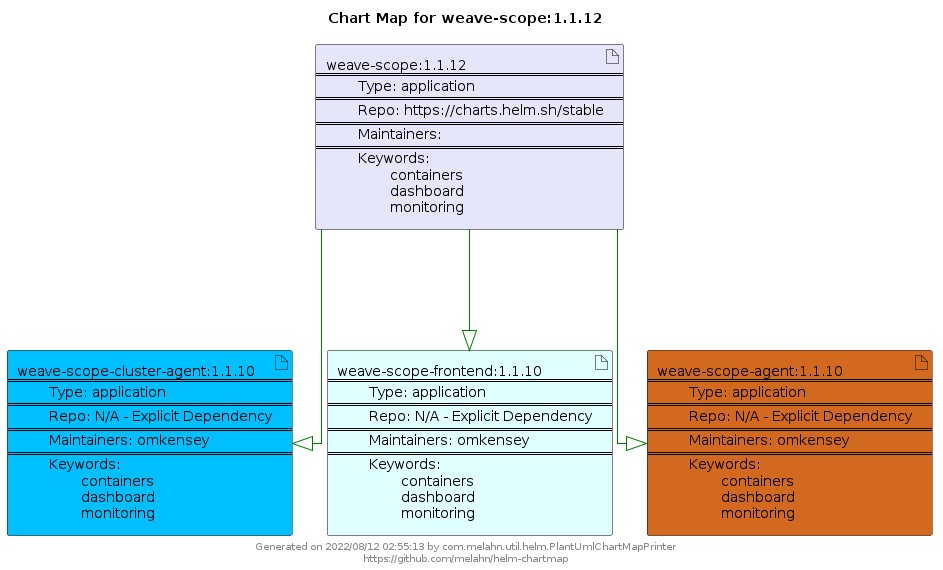 Chart Map for weave-scope:1.1.12
weave-scope:1.1.12
Type: application
Repo: https://charts.helm.sh/stable
Maintainers:
Keywords:
containers
dashboard
monitoring
weave-scope-cluster-agent:1.1.10
Type: application
Repo: N/A - Explicit Dependency
Maintainers: omkensey
Keywords:
containers
dashboard
monitoring
weave-scope-frontend:1.1.10
Type: application
Repo: N/A - Explicit Dependency
Maintainers: omkensey
Keywords:
containers
dashboard
monitoring
weave-scope-agent:1.1.10
Type: application
Repo: N/A - Explicit Dependency
Maintainers: omkensey
Keywords:
containers
dashboard
monitoring
Generated on 2022/08/12 02:55:13 by com.melahn.util.helm.PlantUmlChartMapPrinter
https://github.com/melahn/helm-chartmap